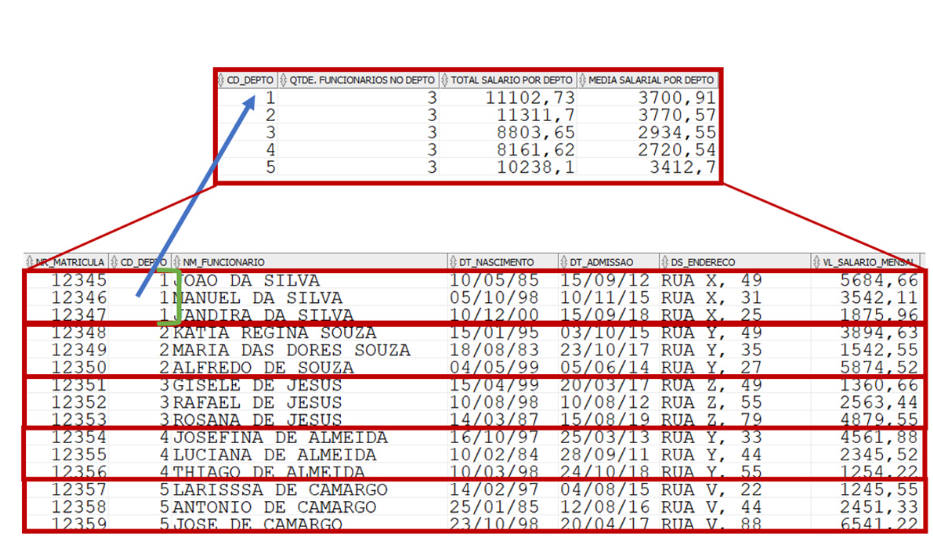 CD_DEPTO QTDE. FUNCIONARIOS NO DEPTO TOTAL SALARIO POR DEPTO MEDIA SALARIAL POR DEPTO
1 3 11102,73 3700,91
2 3 11311,7 3770,57
3 3 8803,65 2934,55
4 3 8161,62 2720,54
5 3 10238,1 3412,7
NR_MATRICULA CD_DEPTO NM_FUNCIONARIO DT_NASCIMENTO DT_ADMISSAO DS_ENDERECO VL_SALARIO_MENSAL
12345 1 JOAO DA SILVA 10/05/85 15/09/12 RUA X, 49 5684,66
12346 1 MANUEL DA SILVA 05/10/98 10/11/15 RUA X, 31 3542,11
12347 1 JANDIRA DA SILVA 10/12/00 15/09/18 RUA X, 25 1875,96
12348 2 KATIA REGINA SOUZA 15/01/95 03/10/15 RUA Y, 49 3894,63
12349 2 MARIA DAS DORES SOUZA 18/08/83 23/10/17 RUA Y, 35 1542,55
12350 2 ALFREDO DE SOUZA 04/05/99 05/06/14 RUA Y, 27 5874,52
12351 3 GISELE DE JESUS 15/04/99 20/03/17 RUA Z, 49 1360,66
12352 3 RAFAEL DE JESUS 10/08/98 10/08/12 RUA Z, 55 2563,44
12353 3 ROSANA DE JESUS 14/03/87 15/08/19 RUA Z, 79 4879,55
12354 4 JOSEFINA DE ALMEIDA 16/10/97 25/03/13 RUA Y, 33 4561,88
12355 4 LUCIANA DE ALMEIDA 10/02/84 28/09/11 RUA Y, 44 2345,52
12356 4 THIAGO DE ALMEIDA 10/03/98 24/10/18 RUA Y, 55 1254,22
12357 5 LARISSSA DE CAMARGO 14/02/97 04/08/15 RUA V, 22 1245,55
12358 5 ANTONIO DE CAMARGO 25/01/85 12/08/16 RUA V, 44 2451,33
12359 5 JOSE DE CAMARGO 23/10/98 20/04/17 RUA V, 88 6541,22